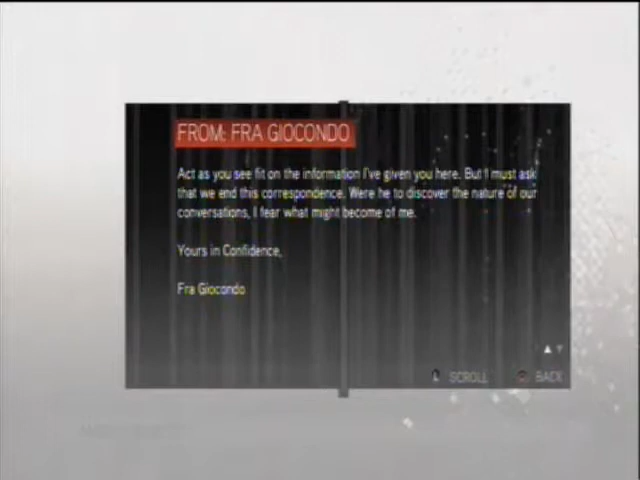 FROM: FRA GIOCONDO
Act as you see fit on the information I've given you here. But I must ask
that we end this correspondence. Were he to discover the nature of our
conversations, I fear what might become of me.
Yours in Confidence,
Fra Giocondo
SCROLL BACK